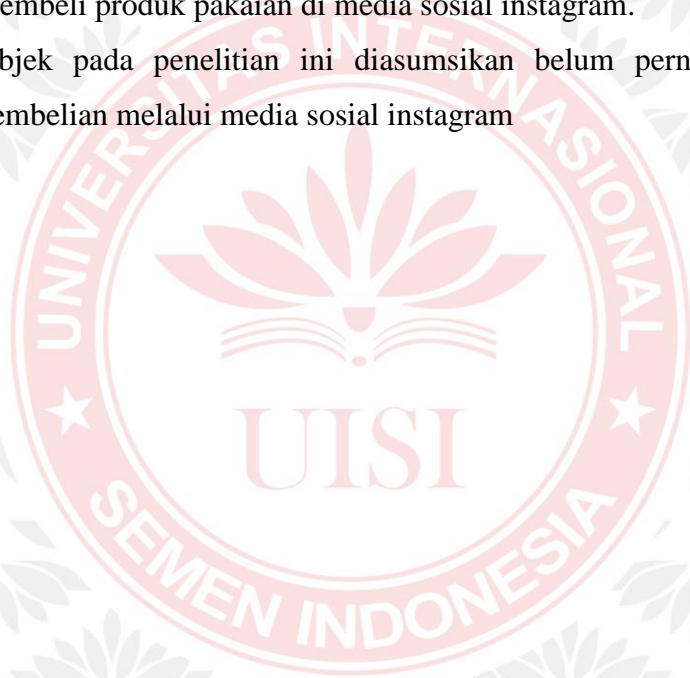 embeli produk pakaian di media sosial instagram.
bjek pada penelitian ini diasumsikan belum pern
embelian melalui media sosial instagram
UNIVERSITAS INTERNASIONAL
UISI
SEMEN INDONESIA